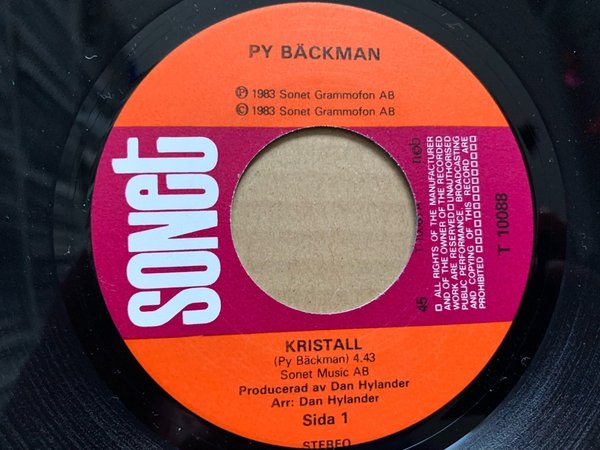 PY BÄCKMAN
℗ 1983 Sonet Grammofon AB
© 1983 Sonet Grammofon AB
SONET
45
n©b
□ ALL RIGHTS OF THE MANUFACTURER
AND OF THE OWNER OF THE RECORDED
WORK ARE RESERVED □ UNAUTHORISED
PUBLIC PERFORMANCE, BROADCASTING
AND COPYING OF THIS RECORD ARE
PROHIBITED □□□□□□□□□□□□
T 10088
KRISTALL
(Py Bäckman) 4.43
Sonet Music AB
Producerad av Dan Hylander
Arr: Dan Hylander
Sida 1
STEREO